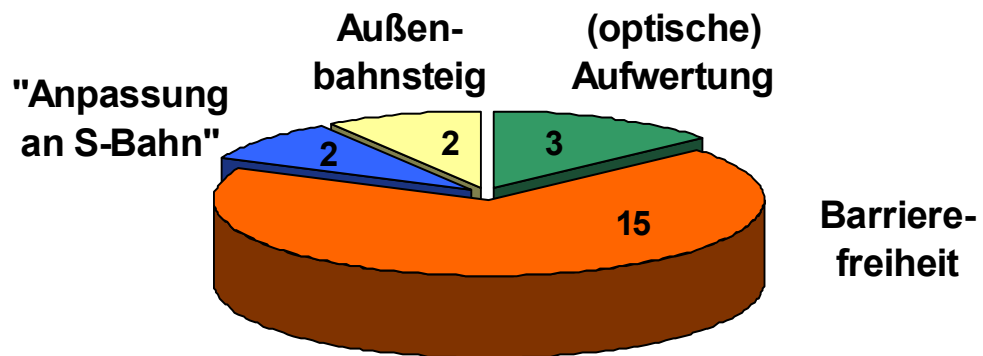 Außen-
bahnsteig
(optische)
Aufwertung
"Anpassung
an S-Bahn"
2
2
3
15
Barriere-
freiheit